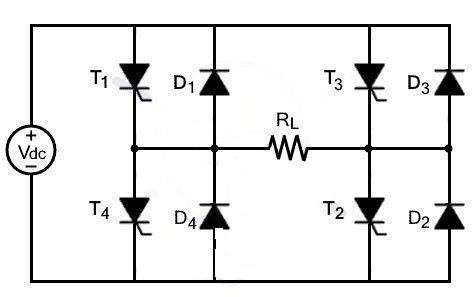 T1 D1 T3 D3
RL
+
Vdc
−
T4 D4 T2 D2